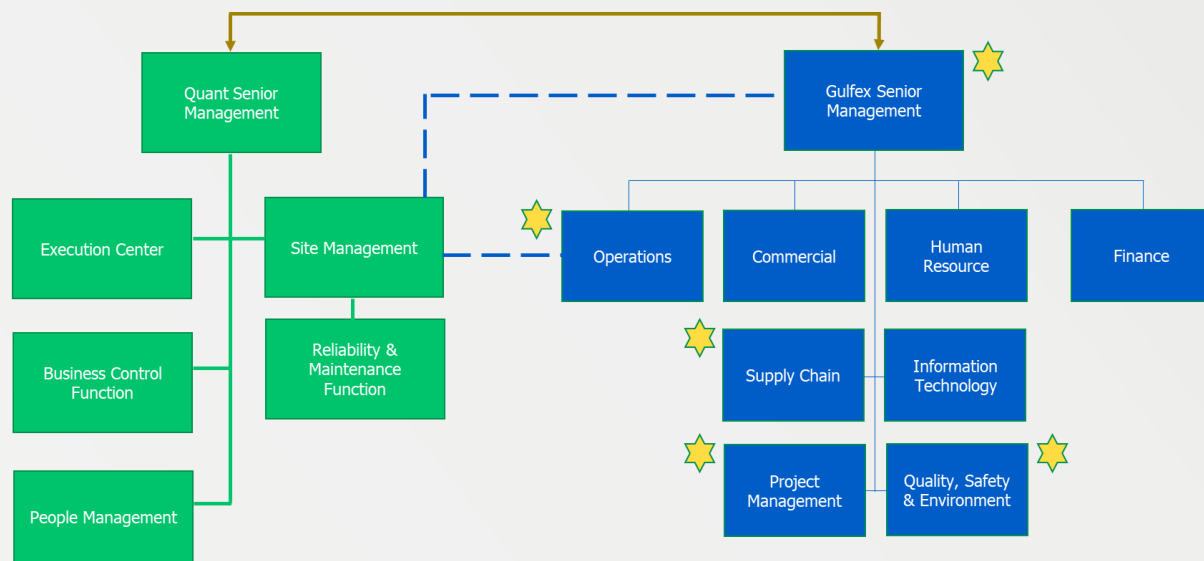 Quant Senior
Management
Gulfex Senior
Management
Execution Center
Site Management
Operations
Commercial
Human
Resource
Finance
Business Control
Function
Reliability &
Maintenance
Function
Supply Chain
Information
Technology
People Management
Project
Management
Quality, Safety
& Environment